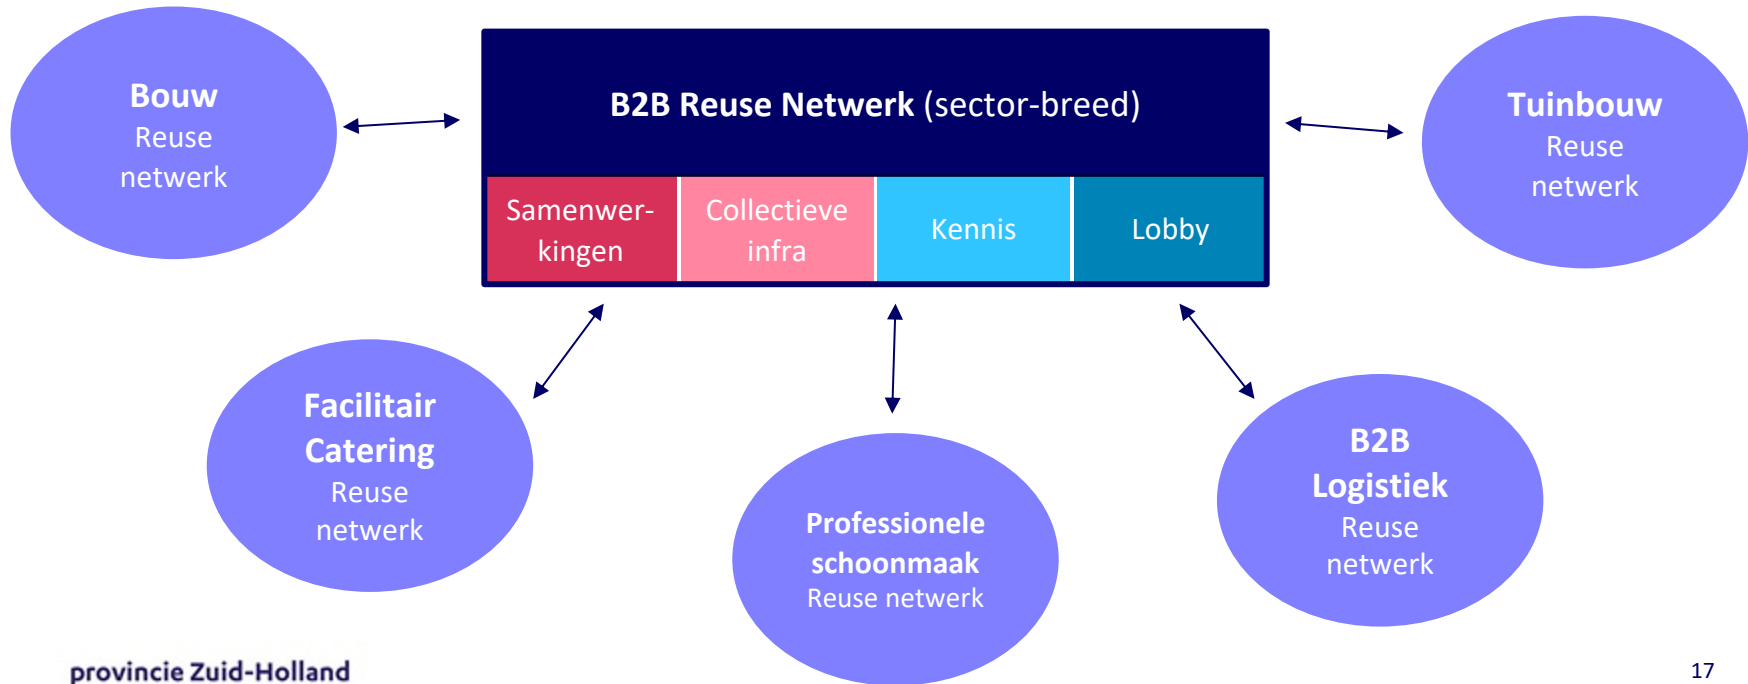 Bouw
Reuse
netwerk
B2B Reuse Netwerk (sector-breed)
Samenwer-
kingen
Collectieve
infra
Kennis
Lobby
Tuinbouw
Reuse
netwerk
Facilitair
Catering
Reuse
netwerk
Professionele
schoonmaak
Reuse netwerk
B2B
Logistiek
Reuse
netwerk
provincie Zuid-Holland
17